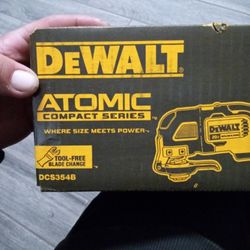 DEWALT
ATOMIC
COMPACT SERIES
WHERE SIZE MEETS POWER
TOOL-FREE
BLADE CHANGE
DCS354B
DEWALT